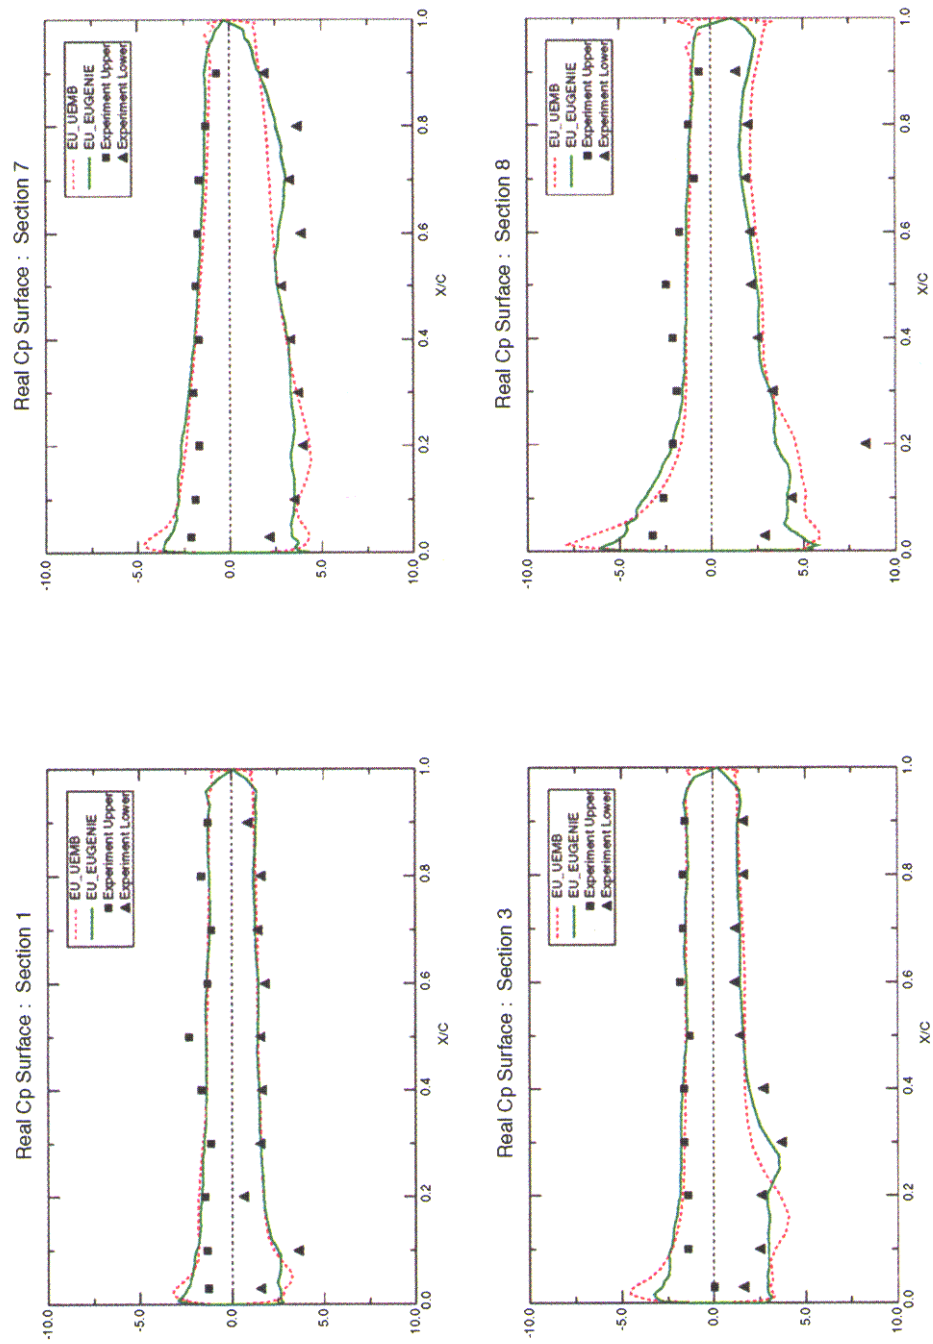 Real Cp Surface : Section 1
EU_UEMB
EU_EUGENIE
Experiment Upper
Experiment Lower
-10.0
-5.0
0.0
5.0
10.0
0.0 0.2 0.4 0.6 0.8 1.0
X/C
Real Cp Surface : Section 7
EU_UEMB
EU_EUGENIE
Experiment Upper
Experiment Lower
-10.0
-5.0
0.0
5.0
10.0
0.0 0.2 0.4 0.6 0.8 1.0
X/C
Real Cp Surface : Section 3
EU_UEMB
EU_EUGENIE
Experiment Upper
Experiment Lower
-10.0
-5.0
0.0
5.0
10.0
0.0 0.2 0.4 0.6 0.8 1.0
X/C
Real Cp Surface : Section 8
EU_UEMB
EU_EUGENIE
Experiment Upper
Experiment Lower
-10.0
-5.0
0.0
5.0
10.0
0.0 0.2 0.4 0.6 0.8 1.0
X/C